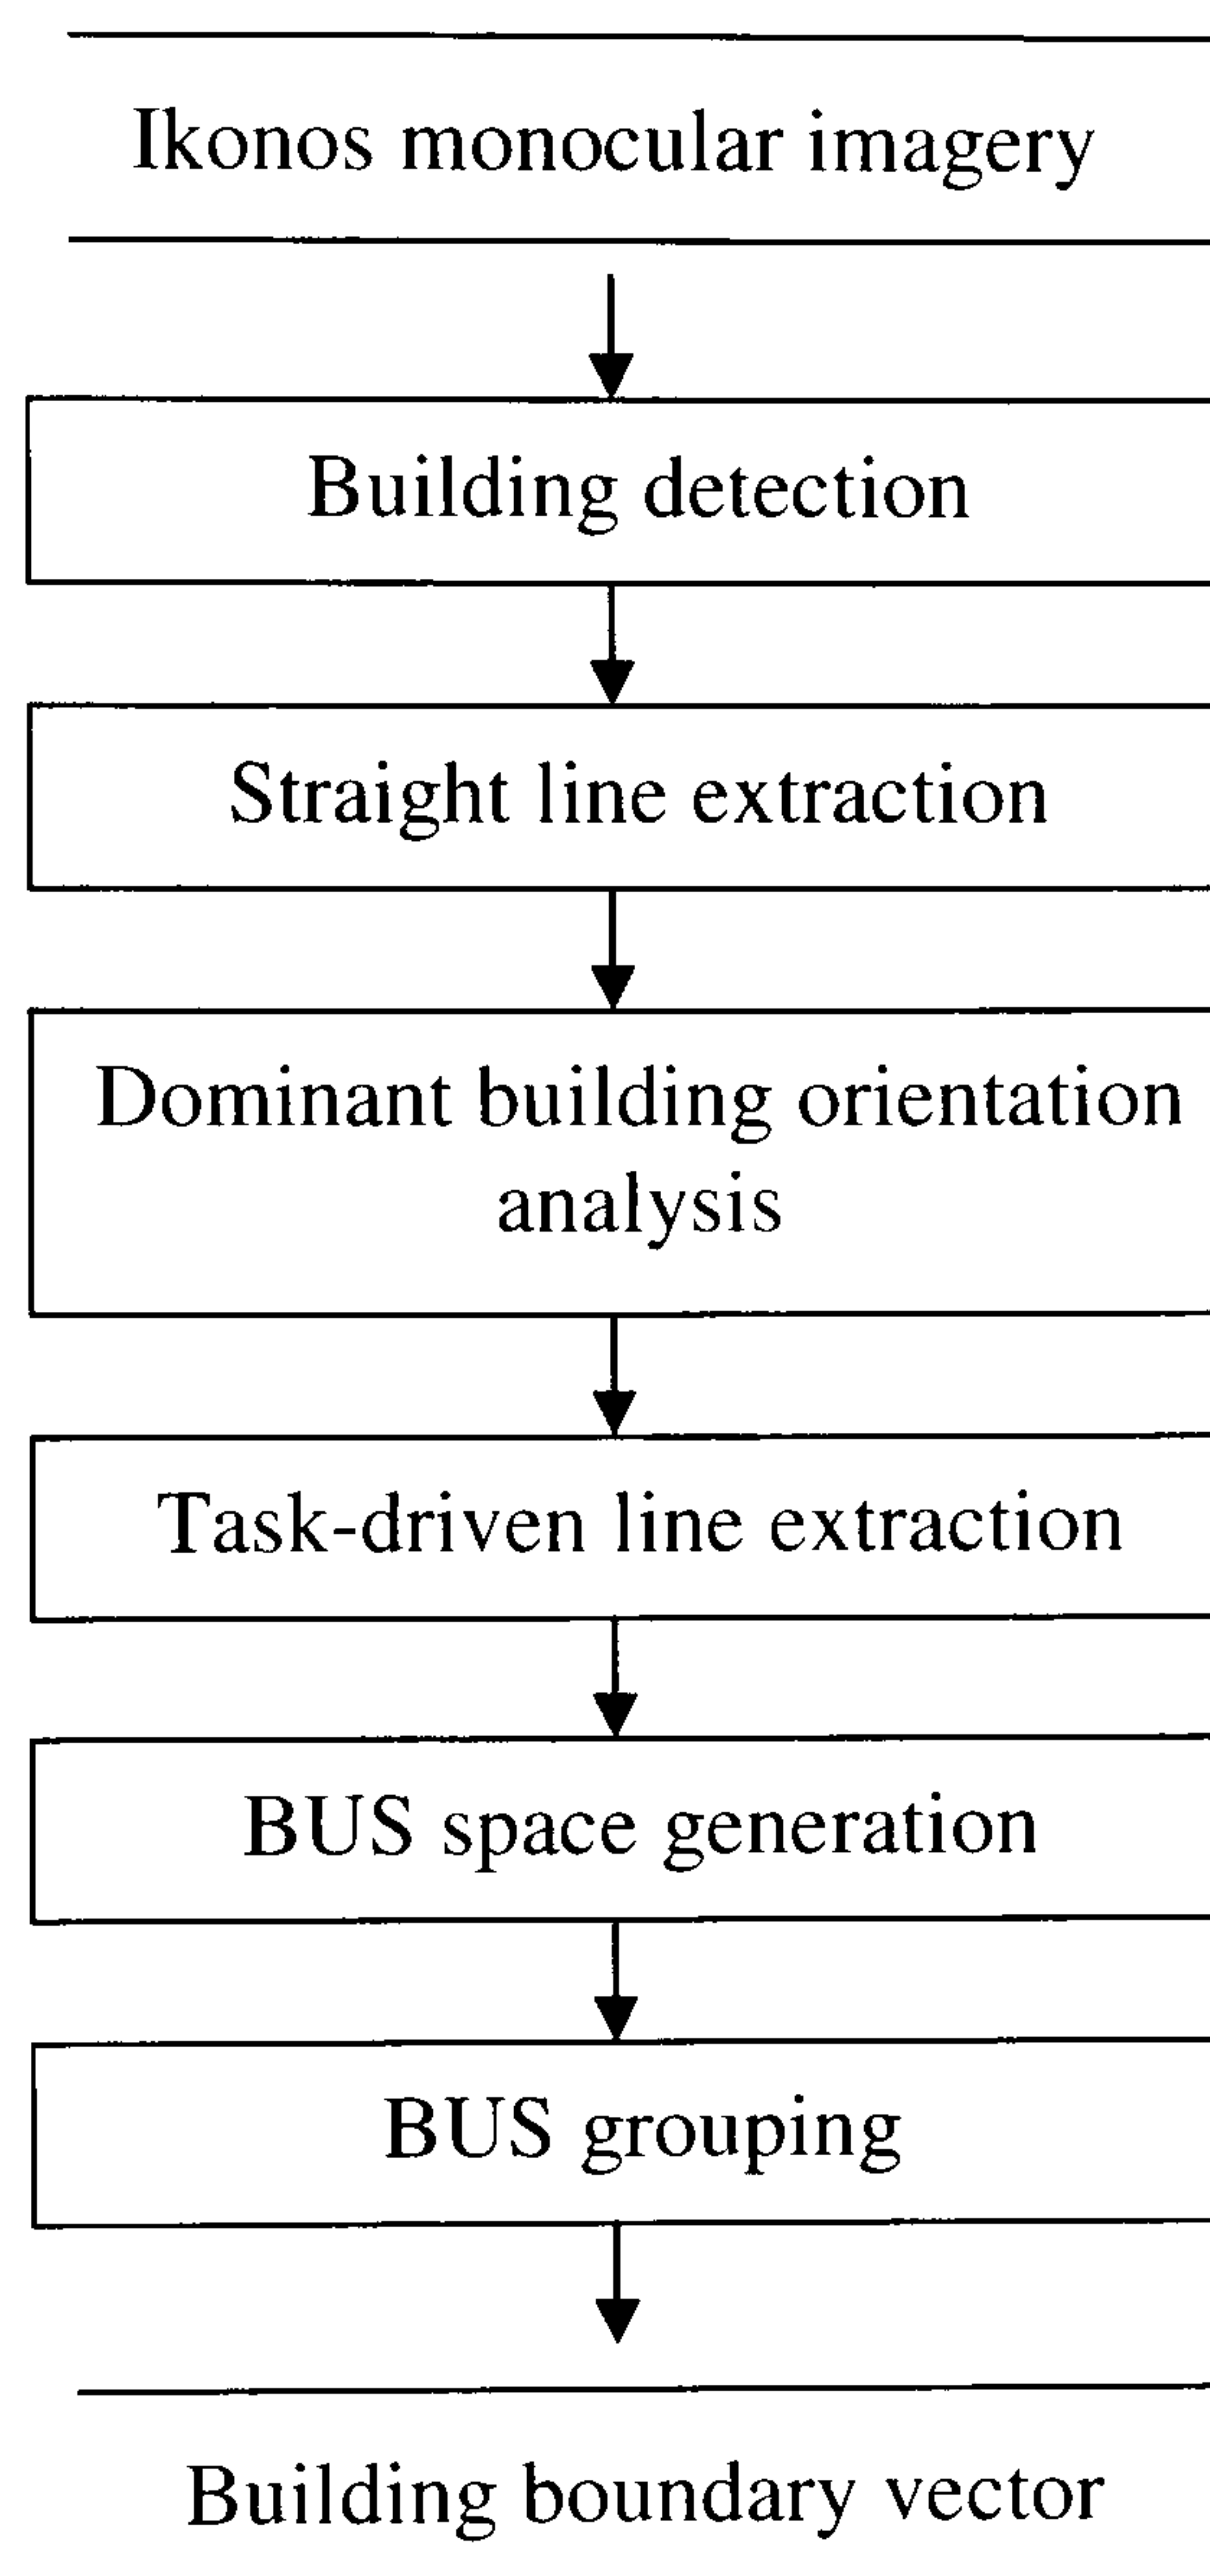 Ikonos monocular imagery
Building detection
Straight line extraction
Dominant building orientation
analysis
Task-driven line extraction
BUS space generation
BUS grouping
Building boundary vector